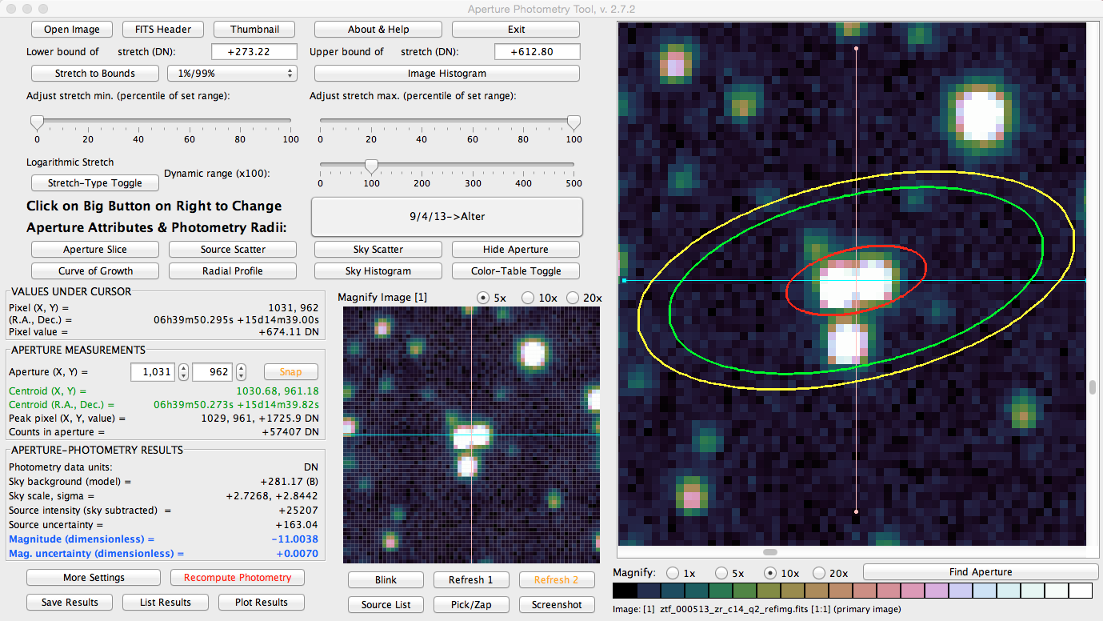 Aperture Photometry Tool, v. 2.7.2
Open Image FITS Header Thumbnail About & Help Exit
Lower bound of stretch (DN): +273.22 Upper bound of stretch (DN): +612.80
Stretch to Bounds 1%/99% Image Histogram
Adjust stretch min. (percentile of set range): Adjust stretch max. (percentile of set range):
0 20 40 60 80 100 0 20 40 60 80 100
Logarithmic Stretch
Stretch-Type Toggle Dynamic range (x100): 0 100 200 300 400 500
Click on Big Button on Right to Change
Aperture Attributes & Photometry Radii:
9/4/13->Alter
Aperture Slice Source Scatter Sky Scatter Hide Aperture
Curve of Growth Radial Profile Sky Histogram Color-Table Toggle
VALUES UNDER CURSOR
Pixel (X, Y) = 1031, 962
(R.A., Dec.) = 06h39m50.295s +15d14m39.00s
Pixel value = +674.11 DN
APERTURE MEASUREMENTS
Aperture (X, Y) = 1,031 962 Snap
Centroid (X, Y) = 1030.68, 961.18
Centroid (R.A., Dec.) = 06h39m50.273s +15d14m39.82s
Peak pixel (X, Y, value) = 1029, 961, +1725.9 DN
Counts in aperture = +57407 DN
APERTURE-PHOTOMETRY RESULTS
Photometry data units: DN
Sky background (model) = +281.17 (B)
Sky scale, sigma = +2.7268, +2.8442
Source intensity (sky subtracted) = +25207
Source uncertainty = +163.04
Magnitude (dimensionless) = -11.0038
Mag. uncertainty (dimensionless) = +0.0070
More Settings Recompute Photometry
Save Results List Results Plot Results
Magnify Image [1] 5x 10x 20x
Blink Refresh 1 Refresh 2
Source List Pick/Zap Screenshot
Magnify: 1x 5x 10x 20x Find Aperture
Image: [1] ztf_000513_zr_c14_q2_refimg.fits [1:1] (primary image)